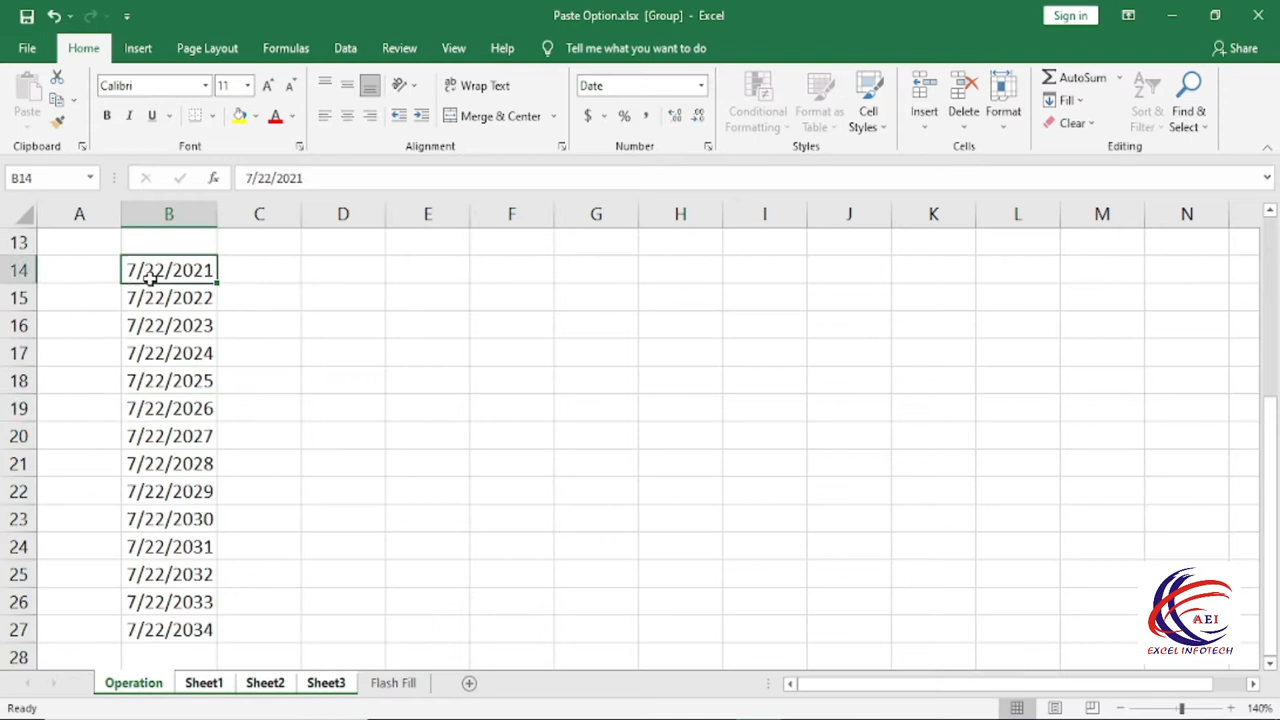 Paste Option.xlsx [Group] - Excel
Sign in
File Home Insert Page Layout Formulas Data Review View Help Tell me what you want to do Share
Calibri 11 Wrap Text Date AutoSum
Paste B I U Merge & Center $ % , Conditional Formatting Format as Table Cell Styles Insert Delete Format Fill Sort & Filter Find & Select
Clear
Clipboard Font Alignment Number Styles Cells Editing
B14 fx 7/22/2021
A B C D E F G H I J K L M N
13
14 7/22/2021
15 7/22/2022
16 7/22/2023
17 7/22/2024
18 7/22/2025
19 7/22/2026
20 7/22/2027
21 7/22/2028
22 7/22/2029
23 7/22/2030
24 7/22/2031
25 7/22/2032
26 7/22/2033
27 7/22/2034
28
AEI
EXCEL INFOTECH
Operation Sheet1 Sheet2 Sheet3 Flash Fill
Ready 140%